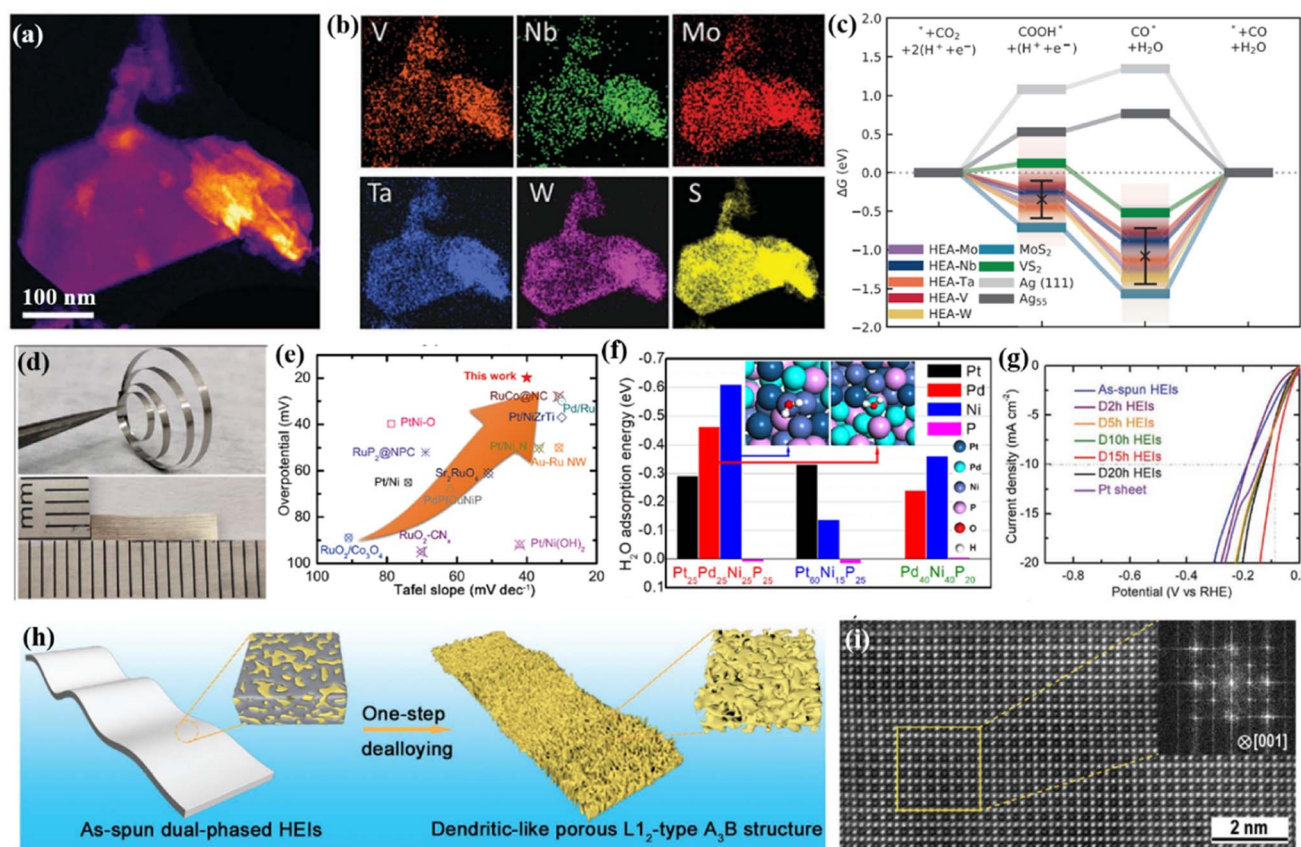 (a)
100 nm
(b)
V
Nb
Mo
Ta
W
S
(c)
*+CO₂
+2(H⁺+e⁻)
COOH*
+(H⁺+e⁻)
CO*
+H₂O
*+CO
+H₂O
2.0
1.5
1.0
0.5
0.0
-0.5
-1.0
-1.5
-2.0
ΔG (eV)
HEA-Mo
HEA-Nb
HEA-Ta
HEA-V
HEA-W
MoS₂
VS₂
Ag (111)
Ag₅₅
(d)
mm
(e)
This work
RuCo@NC
Pd/Ru
PtNi-O
Pt/NiZrTi
RuP₂@NPC
Au-Ru NW
Sr₂RuO₄
Pt/Ni
RuO₂-CNₓ
RuO₂/Co₃O₄
Pt/Ni(OH)₂
20
40
60
80
100
Overpotential (mV)
100 80 60 40 20
Tafel slope (mV dec⁻¹)
(f)
-0.7
-0.6
-0.5
-0.4
-0.3
-0.2
-0.1
0.0
0.1
H₂O adsorption energy (eV)
Pt
Pd
Ni
P
Pt
Pd
Ni
P
O
H
Pt₂₅Pd₂₅Ni₂₅P₂₅
Pt₆₀Ni₁₅P₂₅
Pd₄₀Ni₄₀P₂₀
(g)
0
-5
-10
-15
-20
Current density (mA cm⁻²)
As-spun HEIs
D2h HEIs
D5h HEIs
D10h HEIs
D15h HEIs
D20h HEIs
Pt sheet
-0.8 -0.6 -0.4 -0.2 0.0
Potential (V vs RHE)
(h)
One-step
dealloying
As-spun dual-phased HEIs
Dendritic-like porous L1₂-type A₃B structure
(i)
⊗[001]
2 nm